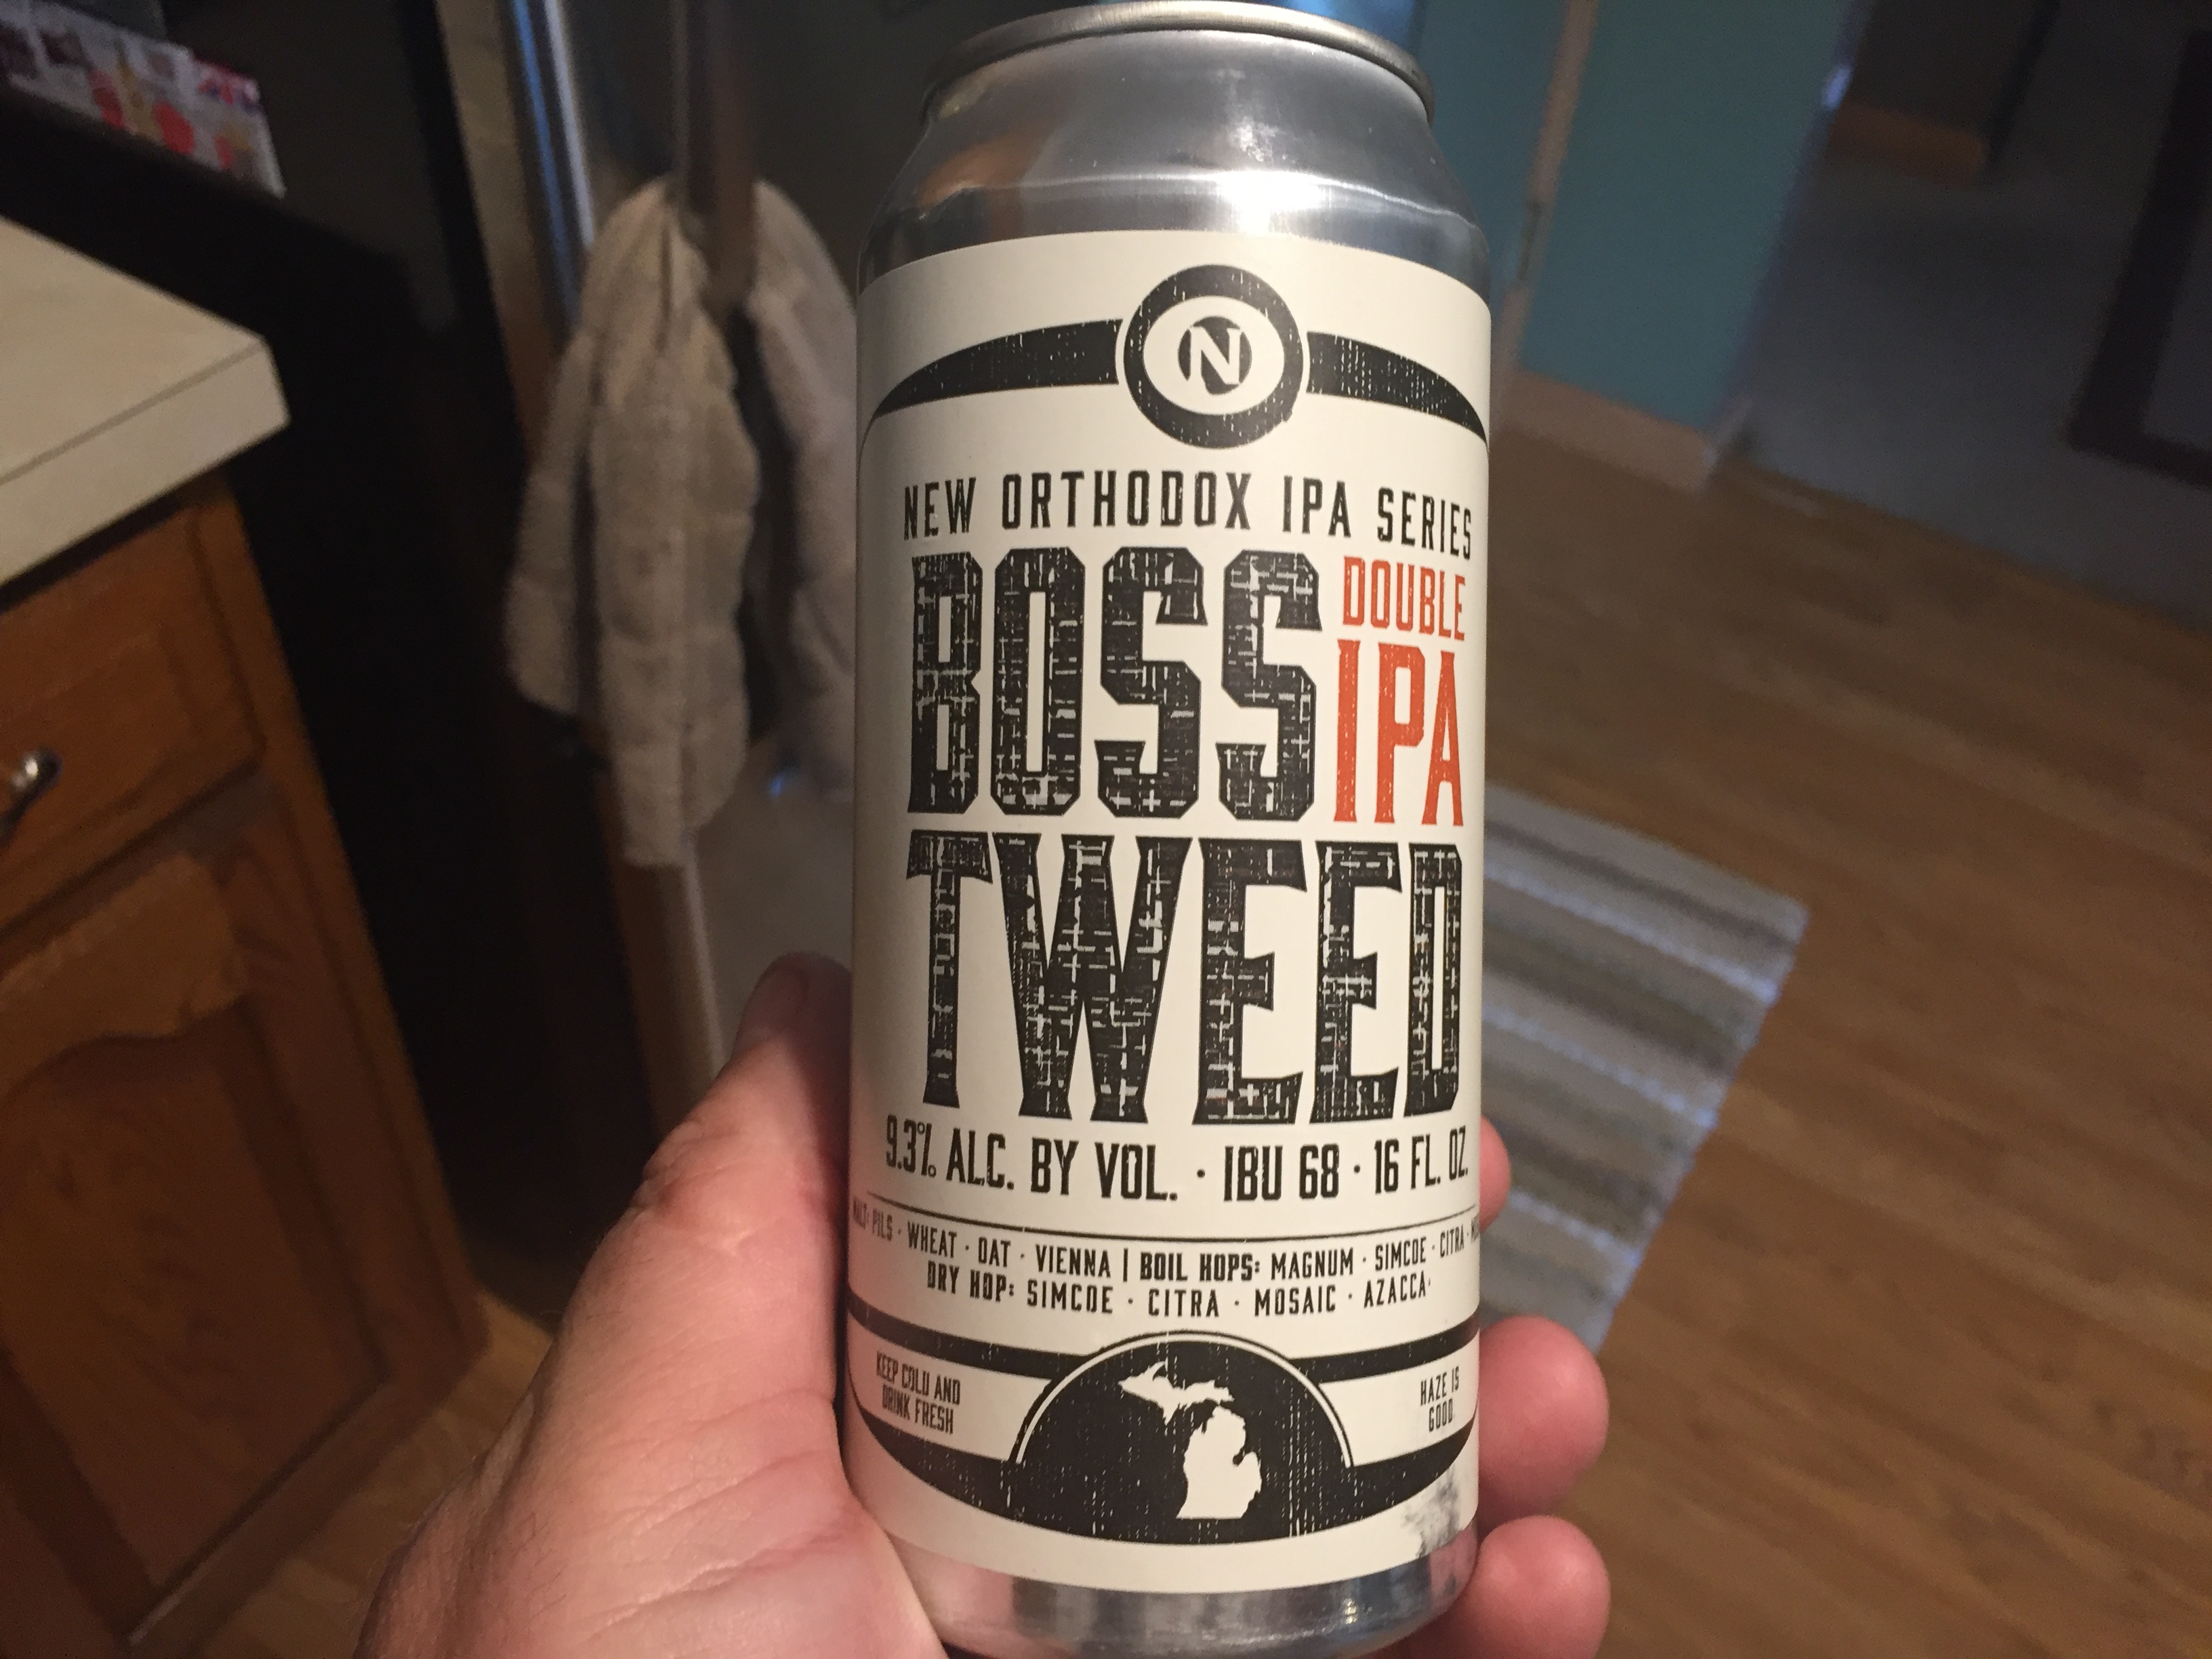 N
NEW ORTHODOX IPA SERIES
BOSS
DOUBLE
IPA
TWEED
9.3% ALC. BY VOL. · IBU 68 · 16 FL. OZ.
MALT: PILS · WHEAT · OAT · VIENNA | BOIL HOPS: MAGNUM · SIMCOE · CITRA ·
DRY HOP: SIMCOE · CITRA · MOSAIC · AZACCA·
KEEP COLD AND
DRINK FRESH
HAZE IS
GOOD